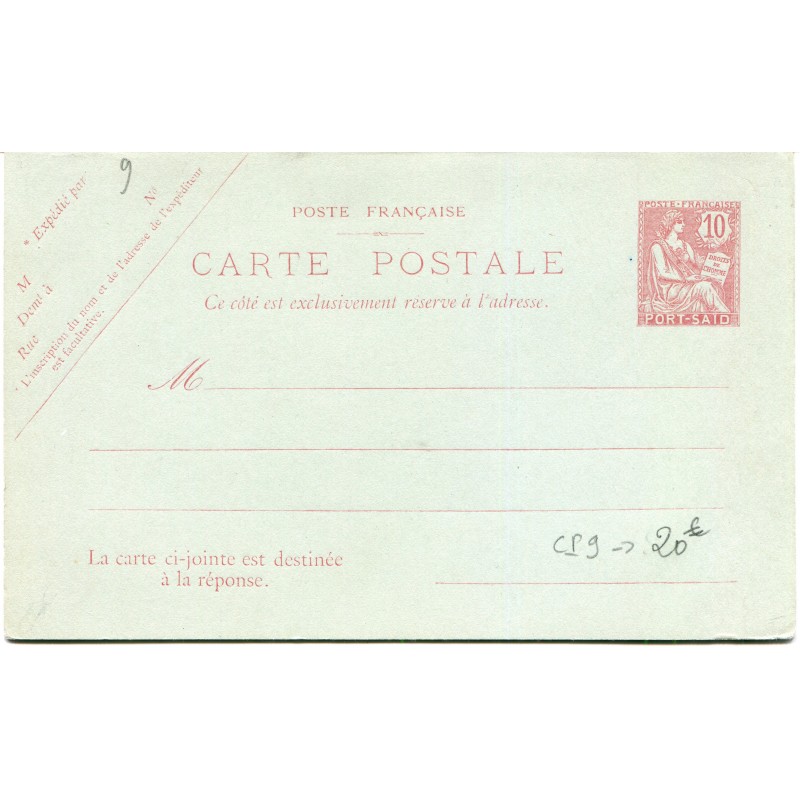 9
* Expédié par
M
N°
Demt à
Rue
L'inscription du nom et de l'adresse de l'expéditeur
est facultative.
POSTE FRANÇAISE
CARTE POSTALE
Ce côté est exclusivement réservé à l'adresse.
POSTE-FRANÇAISE
10
DROITS
DE
L'HOMME
PORT-SAID
M
CP9 -> 20
La carte ci-jointe est destinée
à la réponse.